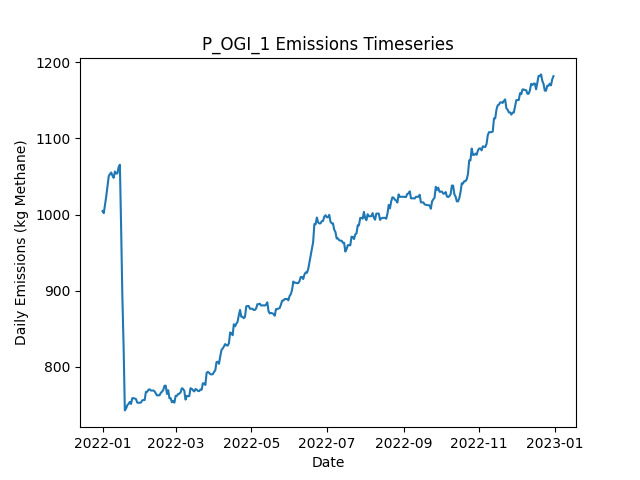 P_OGI_1 Emissions Timeseries
1200
1100
1000
900
800
Daily Emissions (kg Methane)
2022-01 2022-03 2022-05 2022-07 2022-09 2022-11 2023-01
Date